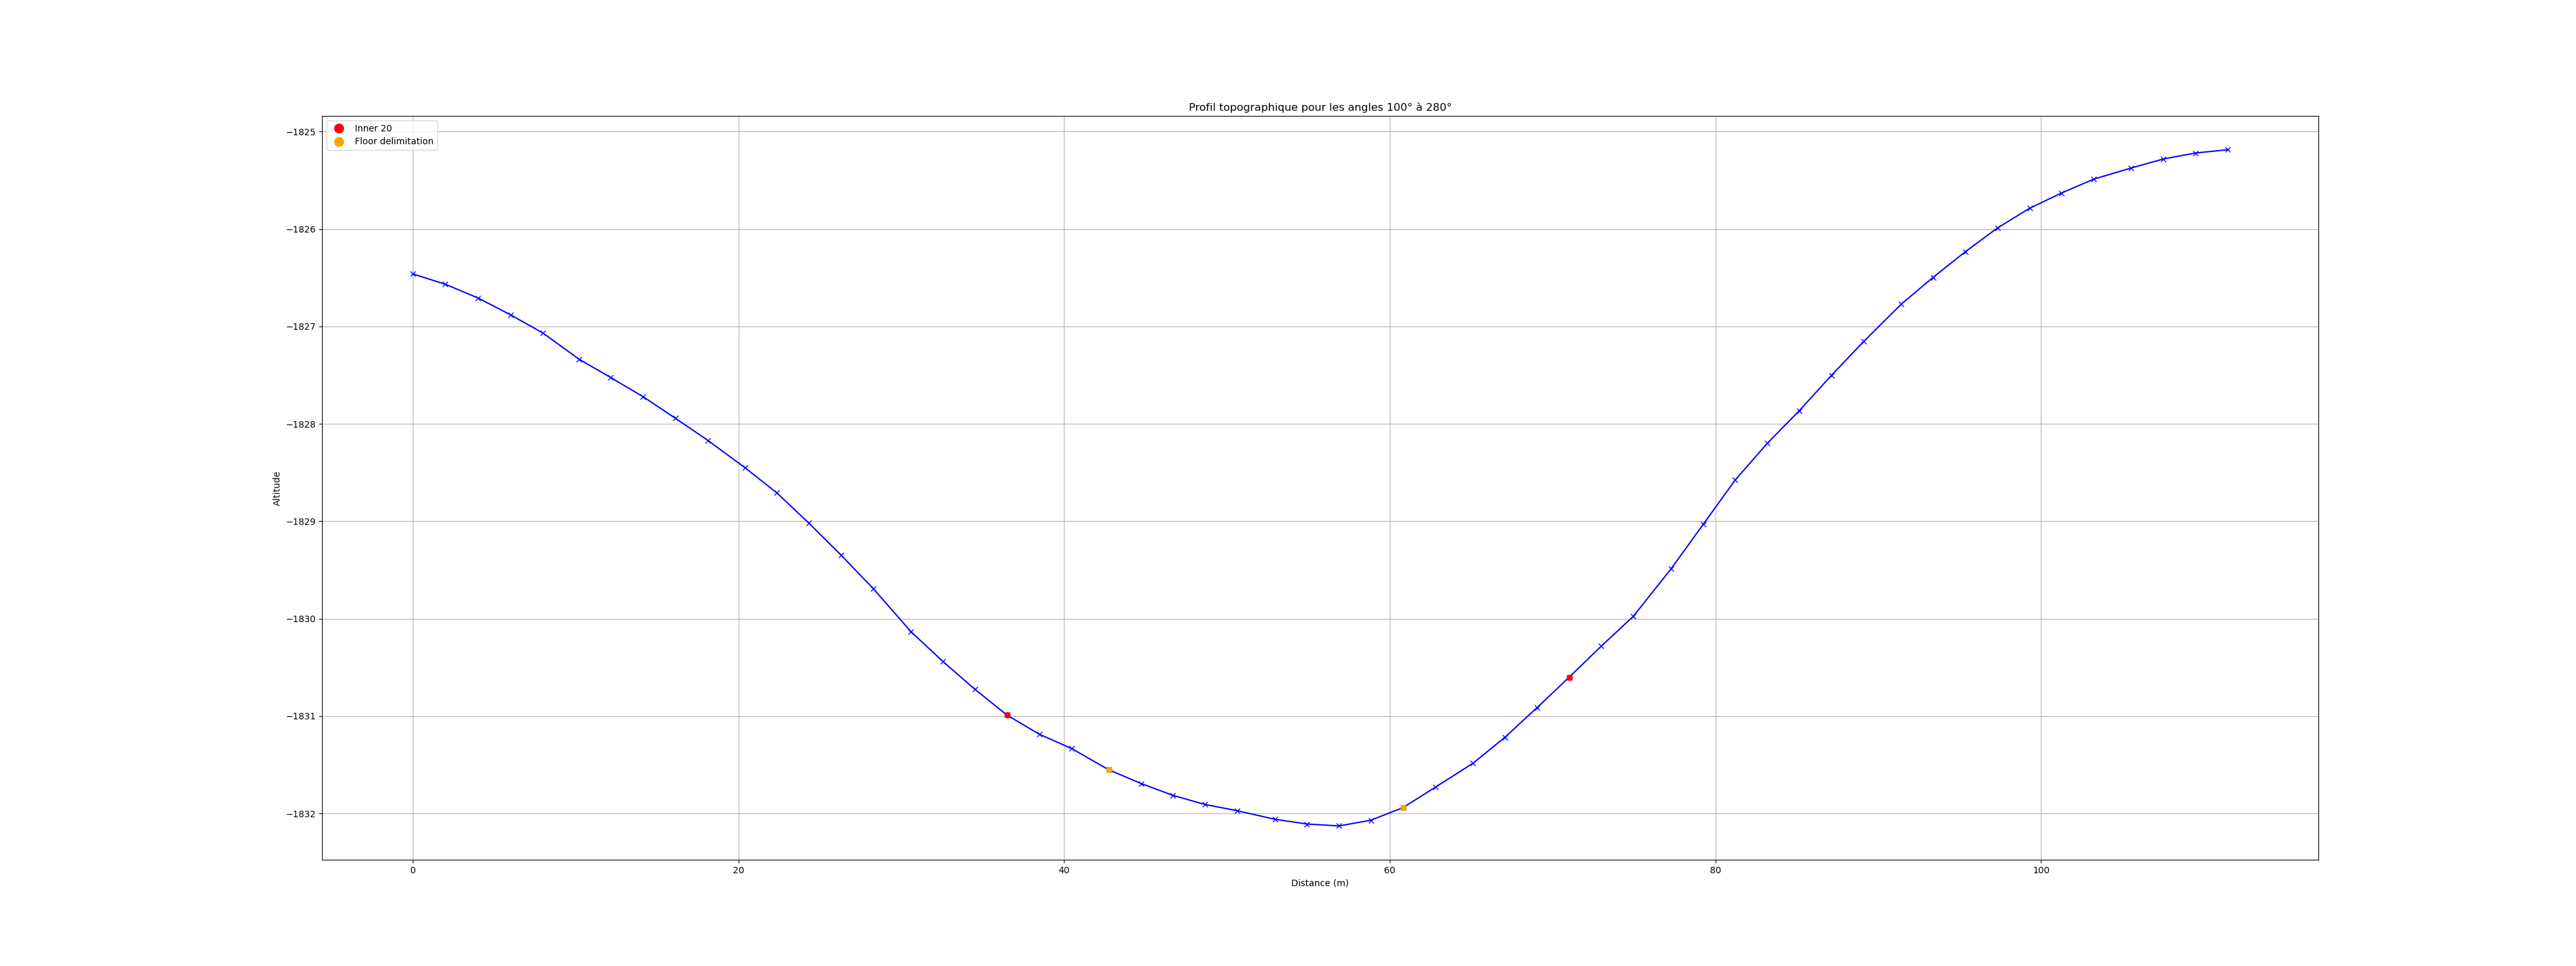 Profil topographique pour les angles 100° à 280°
Inner 20
Floor delimitation
−1825
−1826
−1827
−1828
−1829
−1830
−1831
−1832
Altitude
0 20 40 60 80 100
Distance (m)